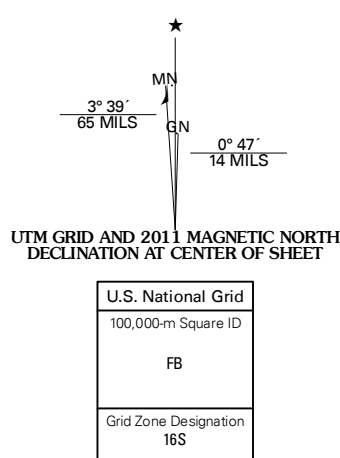 ★
MN
3° 39´
65 MILS
GN
0° 47´
14 MILS
UTM GRID AND 2011 MAGNETIC NORTH
DECLINATION AT CENTER OF SHEET
U.S. National Grid
100,000-m Square ID
FB
Grid Zone Designation
16S